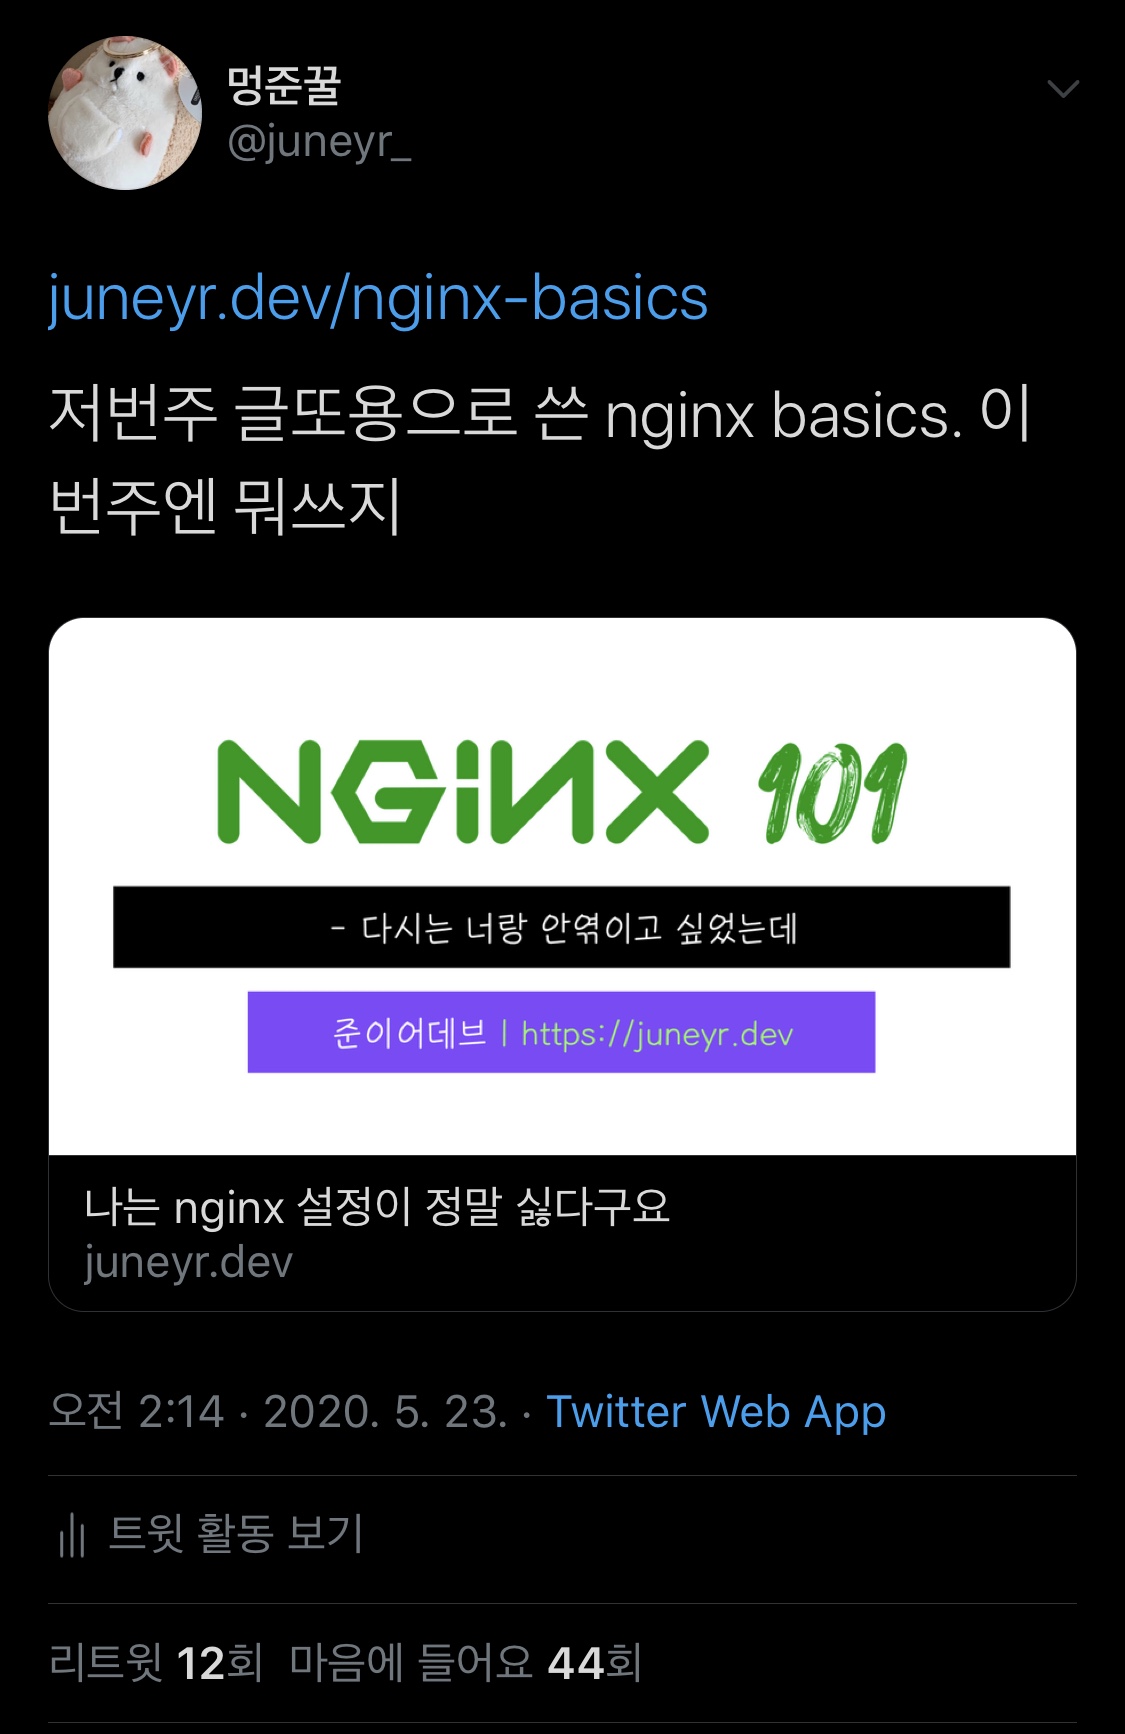 멍준꿀
@juneyr_
juneyr.dev/nginx-basics
저번주 글또용으로 쓴 nginx basics. 이
번주엔 뭐쓰지
NGiNX 101
- 다시는 너랑 안엮이고 싶었는데
준이어데브 | https://juneyr.dev
나는 nginx 설정이 정말 싫다구요
juneyr.dev
오전 2:14 · 2020. 5. 23. · Twitter Web App
트윗 활동 보기
리트윗 12회 마음에 들어요 44회